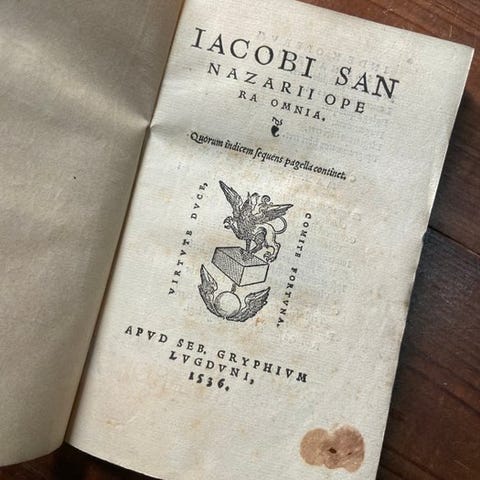 IACOBI SAN
NAZARII OPE
RA OMNIA.
Quorum indicem sequens pagella continet.
VIRTVTE DVCE,
COMITE FORTVNA.
APVD SEB. GRYPHIVM
LVGDVNI,
1536.